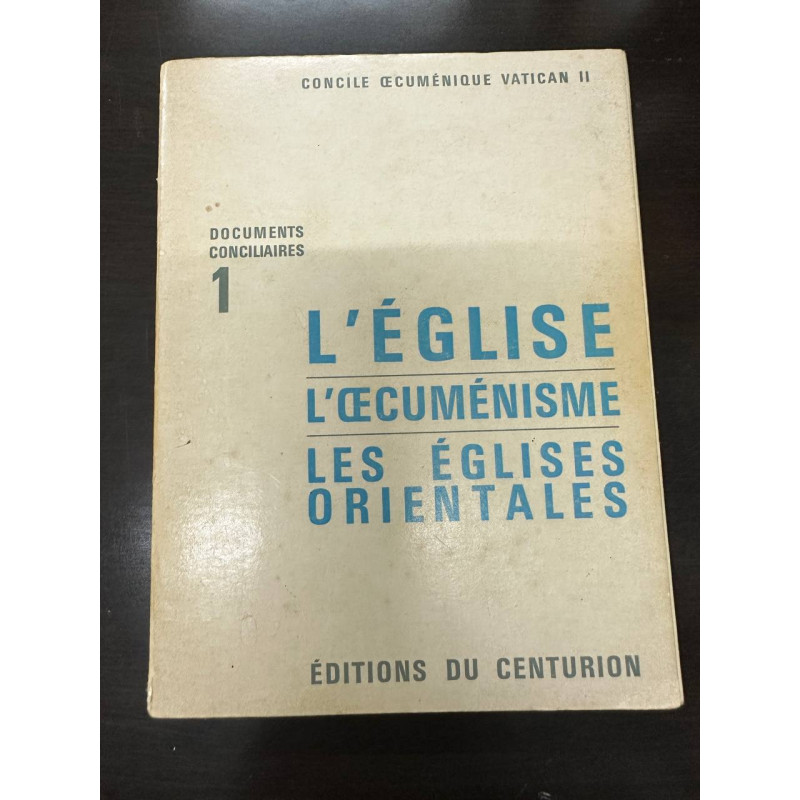 CONCILE ŒCUMÉNIQUE VATICAN II
DOCUMENTS
CONCILIAIRES
1
L'ÉGLISE
L'ŒCUMÉNISME
LES ÉGLISES
ORIENTALES
ÉDITIONS DU CENTURION